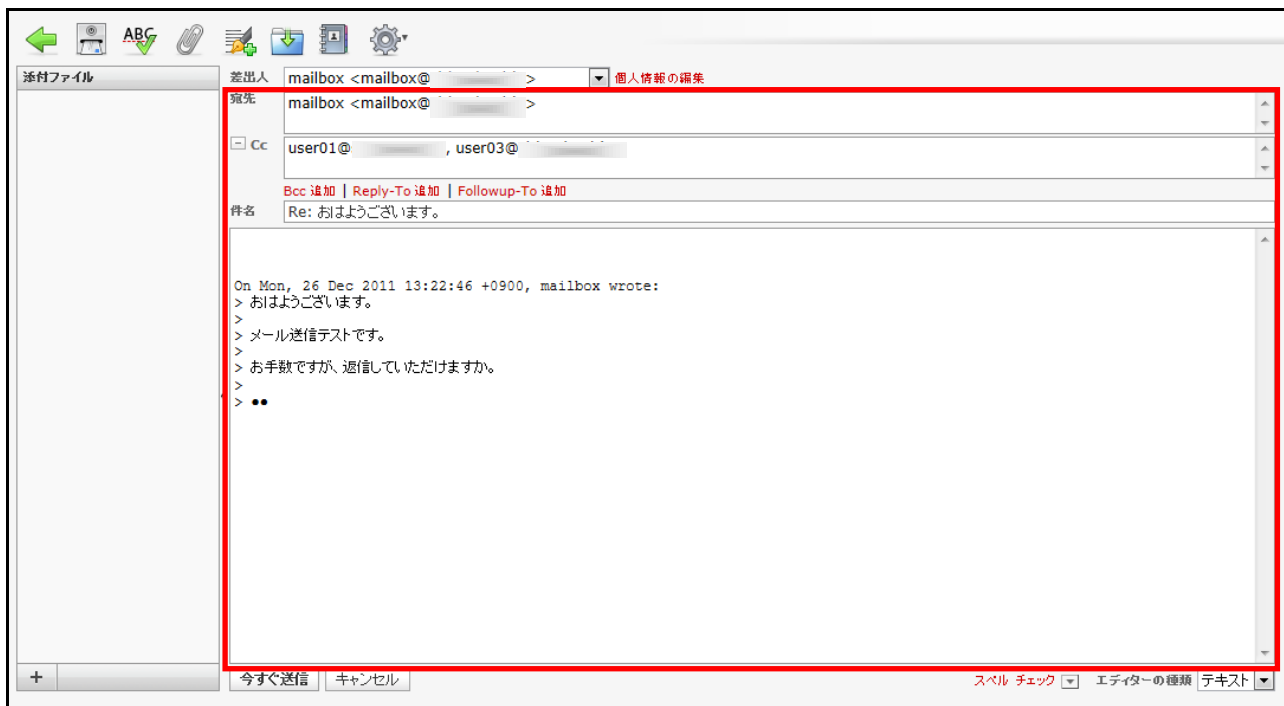 ABC
添付ファイル
差出人 mailbox <mailbox@ > 個人情報の編集
宛先 mailbox <mailbox@ >
Cc user01@ , user03@
Bcc 追加 | Reply-To 追加 | Followup-To 追加
件名 Re: おはようございます。
On Mon, 26 Dec 2011 13:22:46 +0900, mailbox wrote:
> おはようございます。
>
> メール送信テストです。
>
> お手数ですが、返信していただけますか。
>
> ●●
+ 今すぐ送信 キャンセル スペル チェック エディターの種類 テキスト